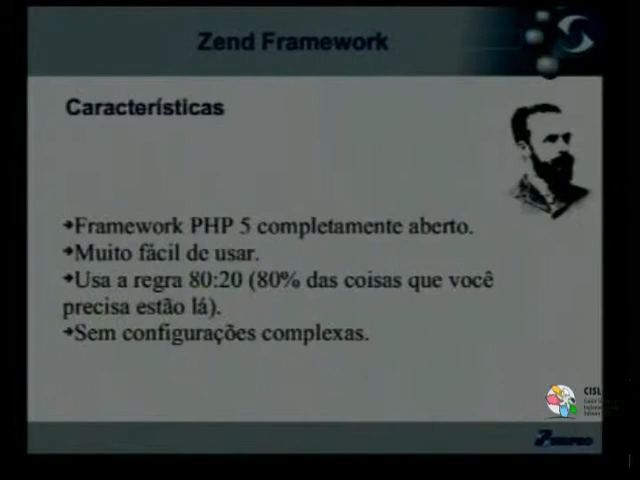 Zend Framework
Características
➔Framework PHP 5 completamente aberto.
➔Muito fácil de usar.
➔Usa a regra 80:20 (80% das coisas que você
precisa estão lá).
➔Sem configurações complexas.
CISL